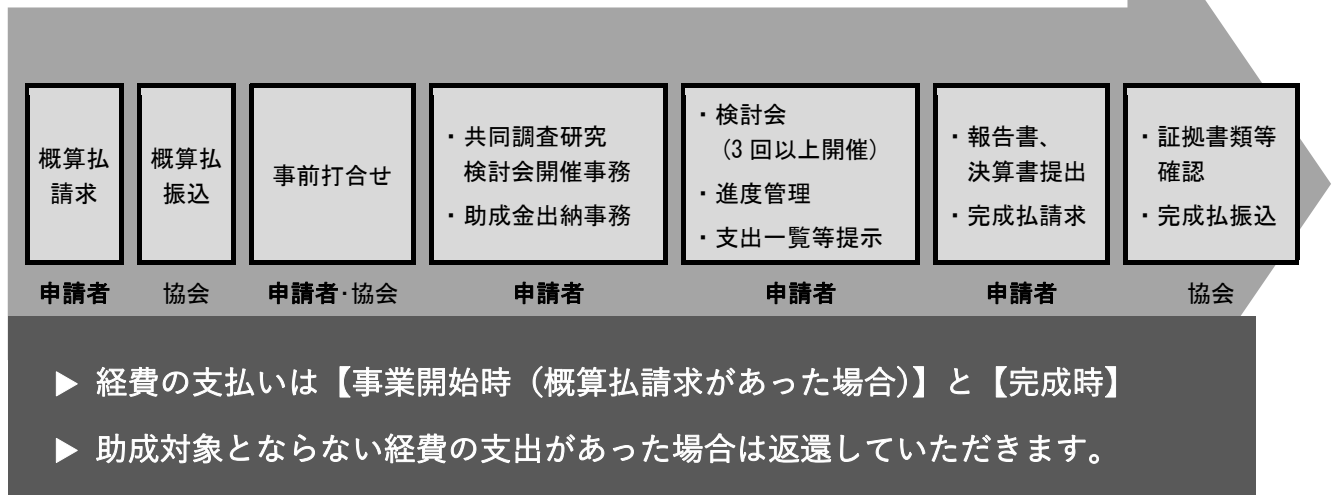 概算払
請求
概算払
振込
事前打合せ
・共同調査研究
検討会開催事務
・助成金出納事務
・検討会
（3 回以上開催）
・進度管理
・支出一覧等提示
・報告書、
決算書提出
・完成払請求
・証拠書類等
確認
・完成払振込
申請者
協会
申請者·協会
申請者
申請者
申請者
協会
▶ 経費の支払いは【事業開始時（概算払請求があった場合）】と【完成時】
▶ 助成対象とならない経費の支出があった場合は返還していただきます。